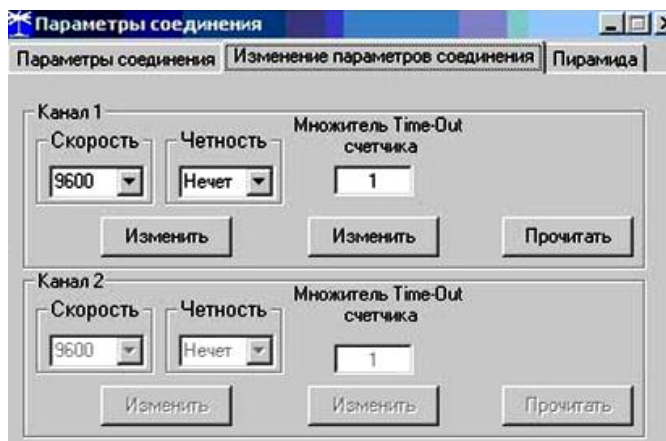 Параметры соединения
Параметры соединения Изменение параметров соединения Пирамида
Канал 1
Скорость Четность Множитель Time-Out счетчика
9600 Нечет 1
Изменить Изменить Прочитать
Канал 2
Скорость Четность Множитель Time-Out счетчика
9600 Нечет 1
Изменить Изменить Прочитать